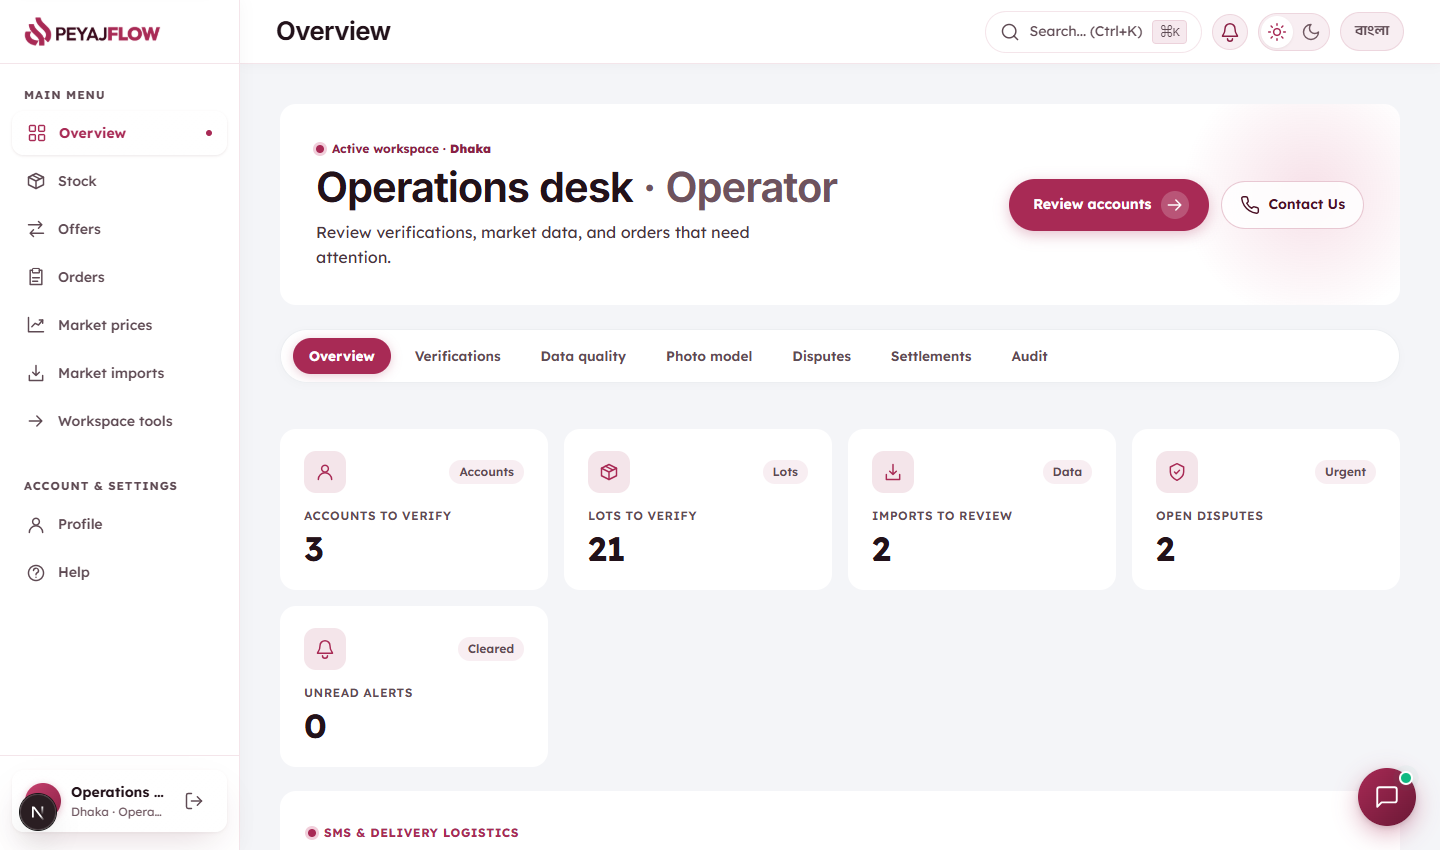 PEYAJFLOW
Overview
Search... (Ctrl+K)
⌘K
বাংলা
MAIN MENU
Overview
Stock
Offers
Orders
Market prices
Market imports
Workspace tools
ACCOUNT & SETTINGS
Profile
Help
Operations ...
Dhaka · Opera...
N
Active workspace · Dhaka
Operations desk · Operator
Review verifications, market data, and orders that need
attention.
Review accounts
Contact Us
Overview
Verifications
Data quality
Photo model
Disputes
Settlements
Audit
Accounts
ACCOUNTS TO VERIFY
3
Lots
LOTS TO VERIFY
21
Data
IMPORTS TO REVIEW
2
Urgent
OPEN DISPUTES
2
Cleared
UNREAD ALERTS
0
SMS & DELIVERY LOGISTICS